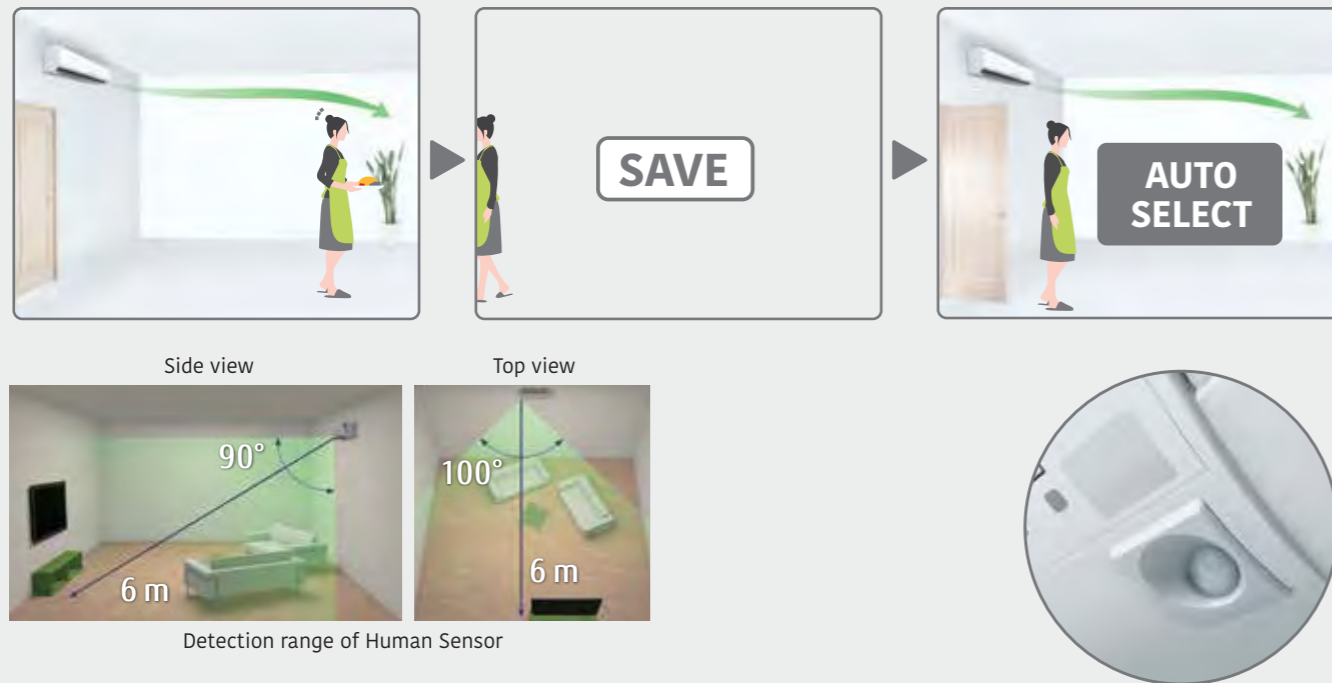 SAVE
AUTO
SELECT
Side view
Top view
90°
100°
6 m
6 m
Detection range of Human Sensor